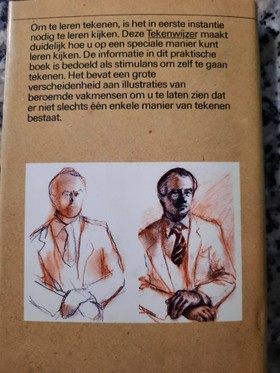 Om te leren tekenen, is het in eerste instantie
nodig te leren kijken. Deze Tekenwijzer maakt
duidelijk hoe u op een speciale manier kunt
leren kijken. De informatie in dit praktische
boek is bedoeld als stimulans om zelf te gaan
tekenen. Het bevat een grote
verscheidenheid aan illustraties van
beroemde vakmensen om u te laten zien dat
er niet slechts één enkele manier van tekenen
bestaat.